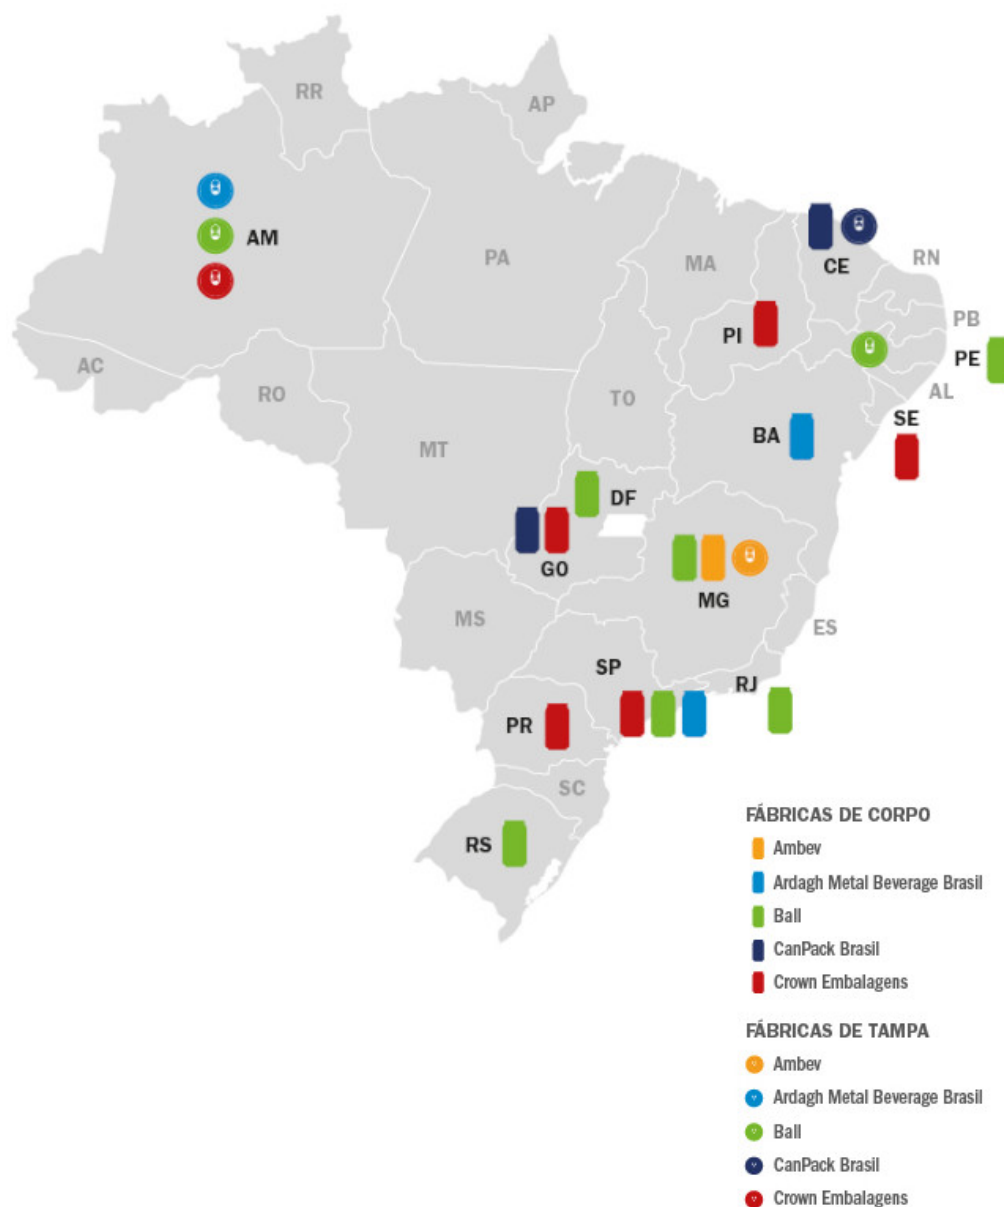 RR
AP
AM
PA
MA
CE
RN
PI
PB
PE
AC
RO
TO
AL
SE
BA
MT
DF
GO
MG
MS
ES
SP
RJ
PR
SC
RS
FÁBRICAS DE CORPO
Ambev
Ardagh Metal Beverage Brasil
Ball
CanPack Brasil
Crown Embalagens
FÁBRICAS DE TAMPA
Ambev
Ardagh Metal Beverage Brasil
Ball
CanPack Brasil
Crown Embalagens